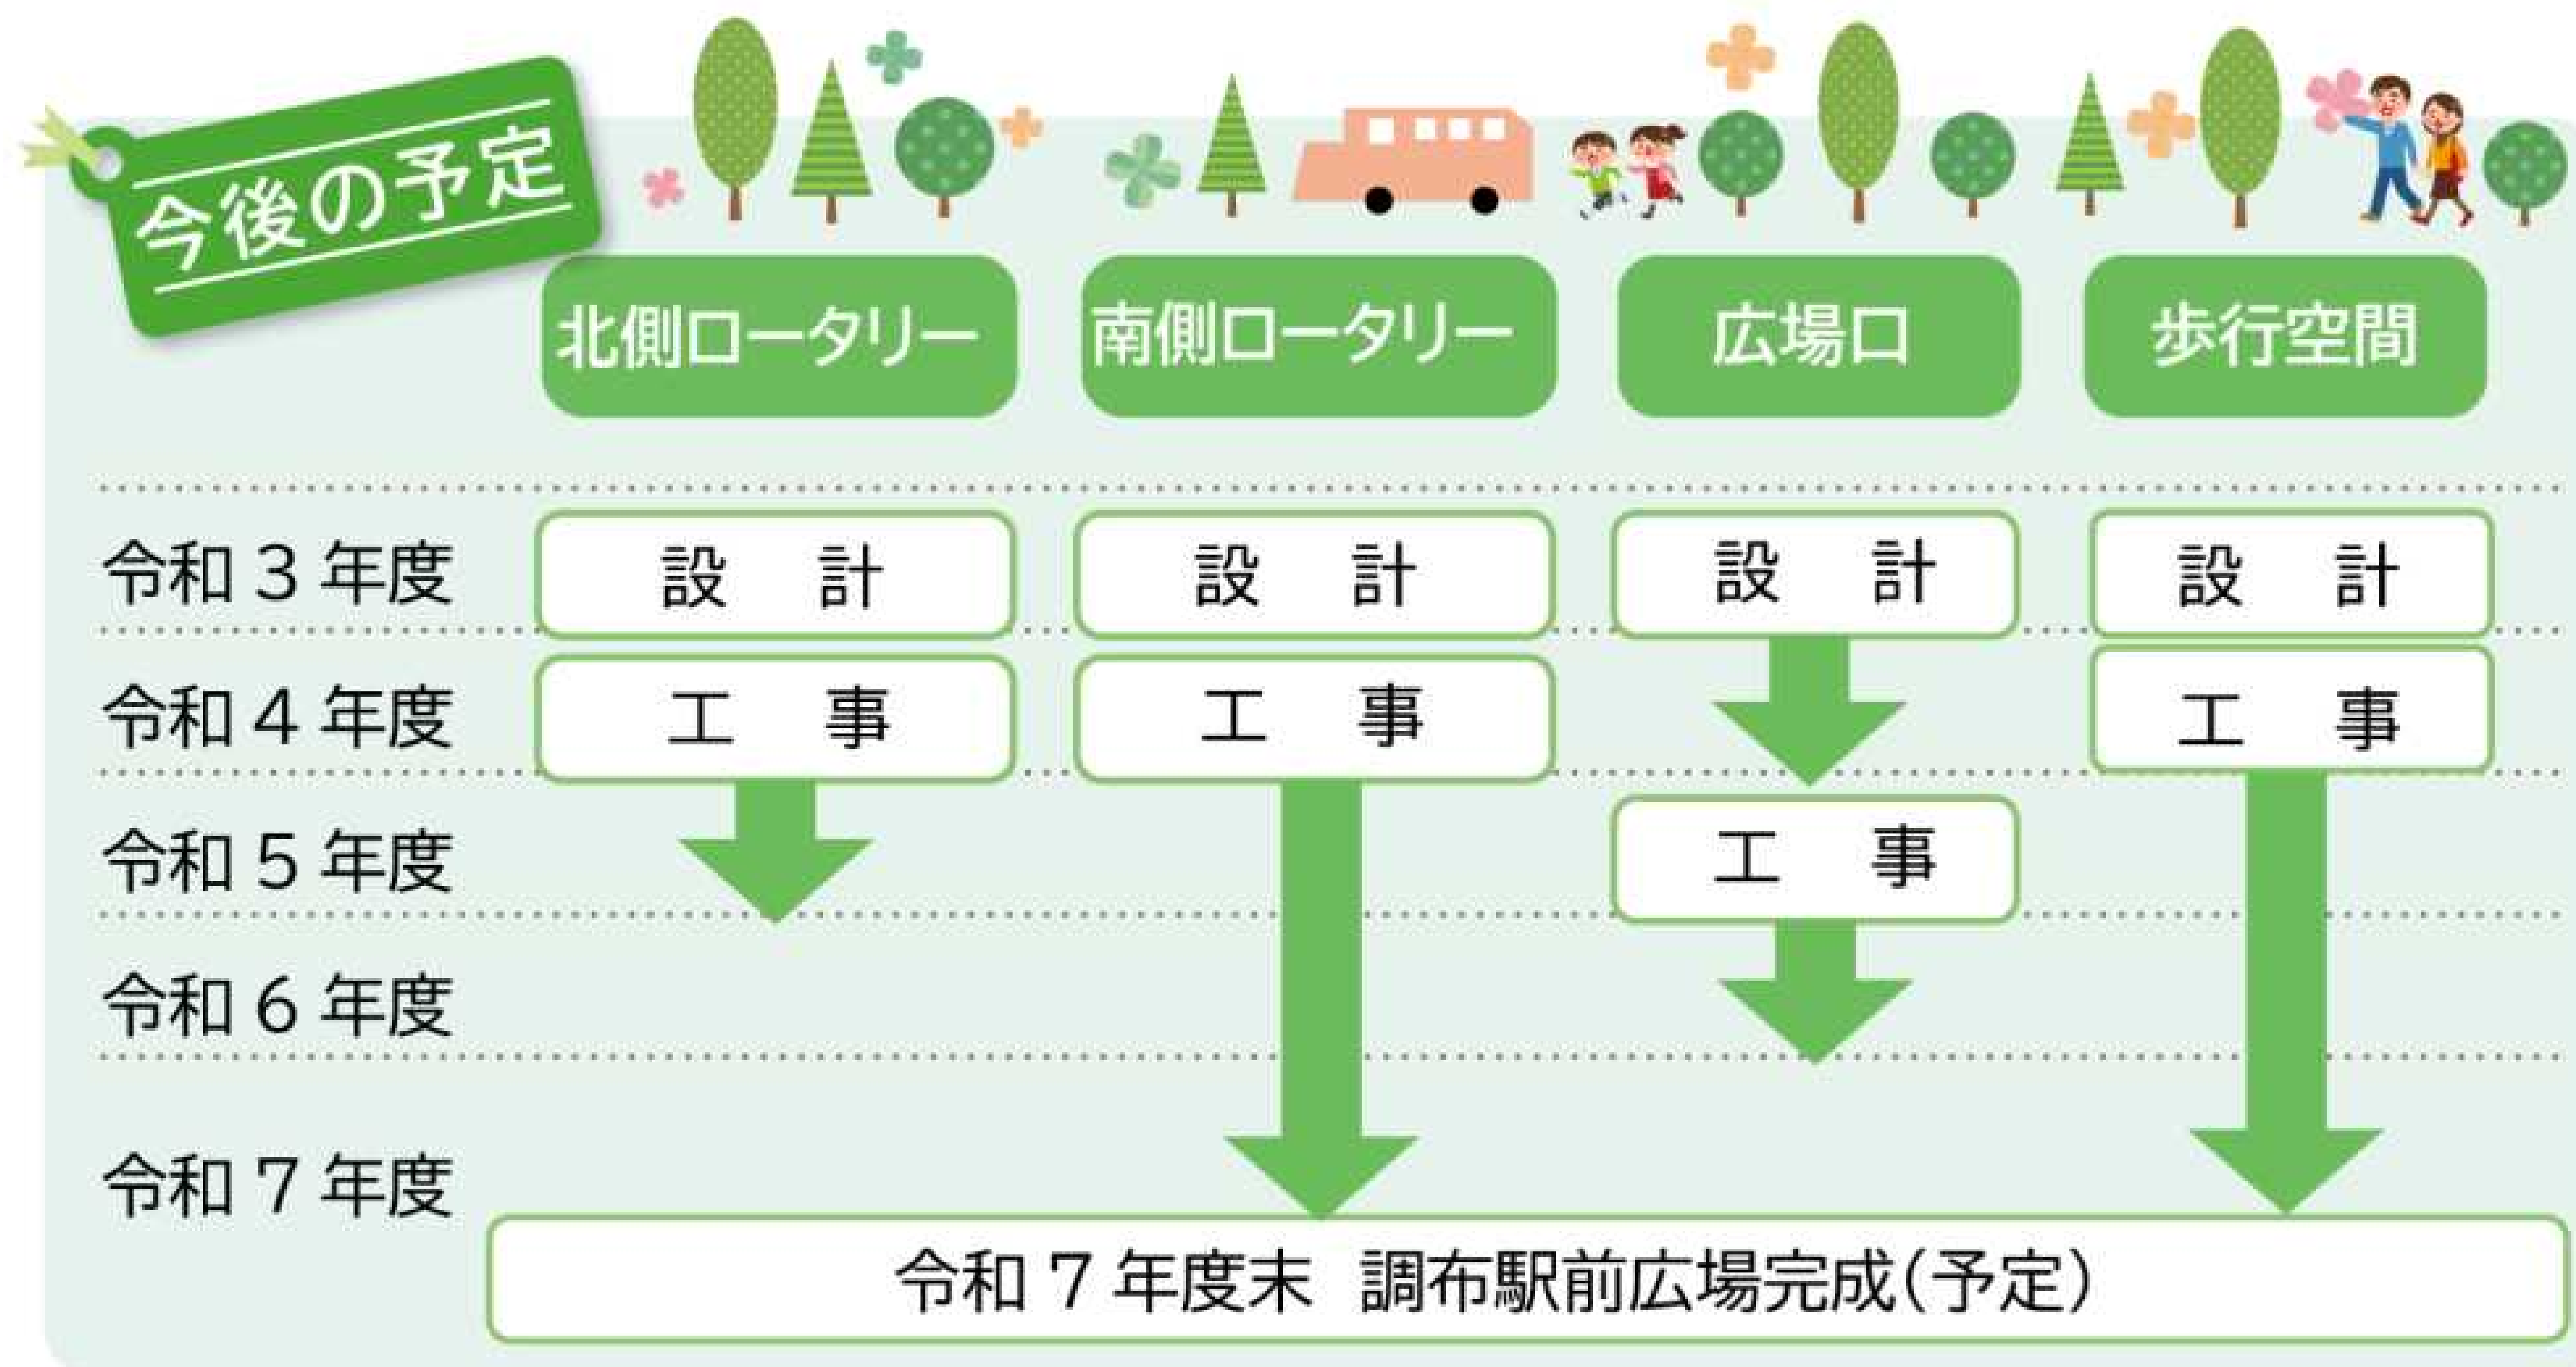 今後の予定
北側ロータリー 南側ロータリー 広場口 歩行空間
令和3年度 設計 設計 設計 設計
令和4年度 工事 工事 工事
令和5年度 工事
令和6年度
令和7年度
令和7年度末 調布駅前広場完成(予定)